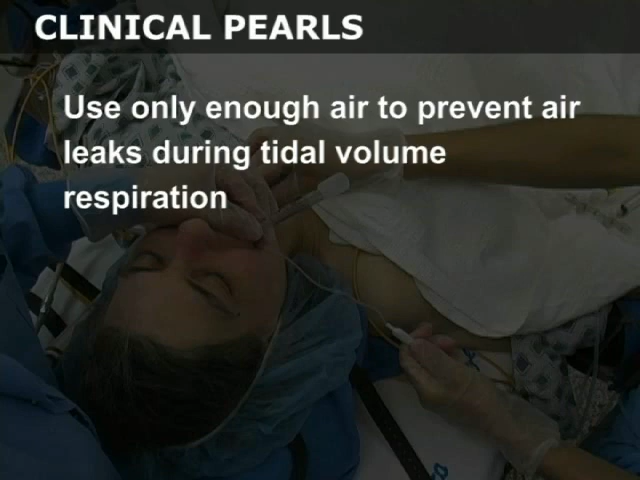 CLINICAL PEARLS
Use only enough air to prevent air
leaks during tidal volume
respiration